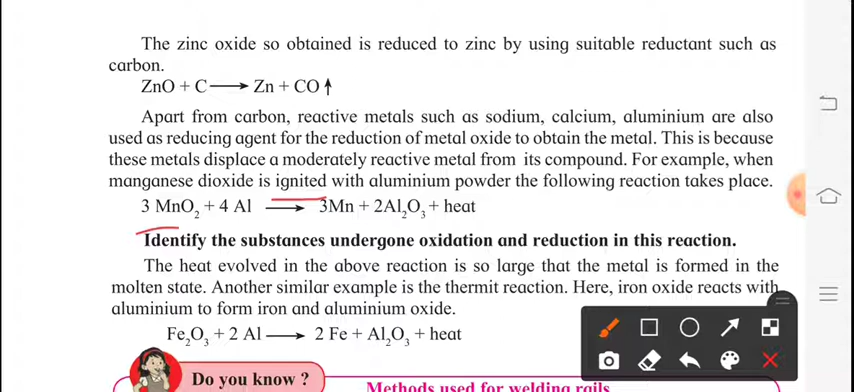 The zinc oxide so obtained is reduced to zinc by using suitable reductant such as
carbon.
ZnO + C ⟶ Zn + CO↑
Apart from carbon, reactive metals such as sodium, calcium, aluminium are also
used as reducing agent for the reduction of metal oxide to obtain the metal. This is because
these metals displace a moderately reactive metal from its compound. For example, when
manganese dioxide is ignited with aluminium powder the following reaction takes place.
3 MnO₂ + 4 Al ⟶ 3Mn + 2Al₂O₃ + heat
Identify the substances undergone oxidation and reduction in this reaction.
The heat evolved in the above reaction is so large that the metal is formed in the
molten state. Another similar example is the thermit reaction. Here, iron oxide reacts with
aluminium to form iron and aluminium oxide.
Fe₂O₃ + 2 Al ⟶ 2 Fe + Al₂O₃ + heat
Do you know ?
Methods used for welding rails